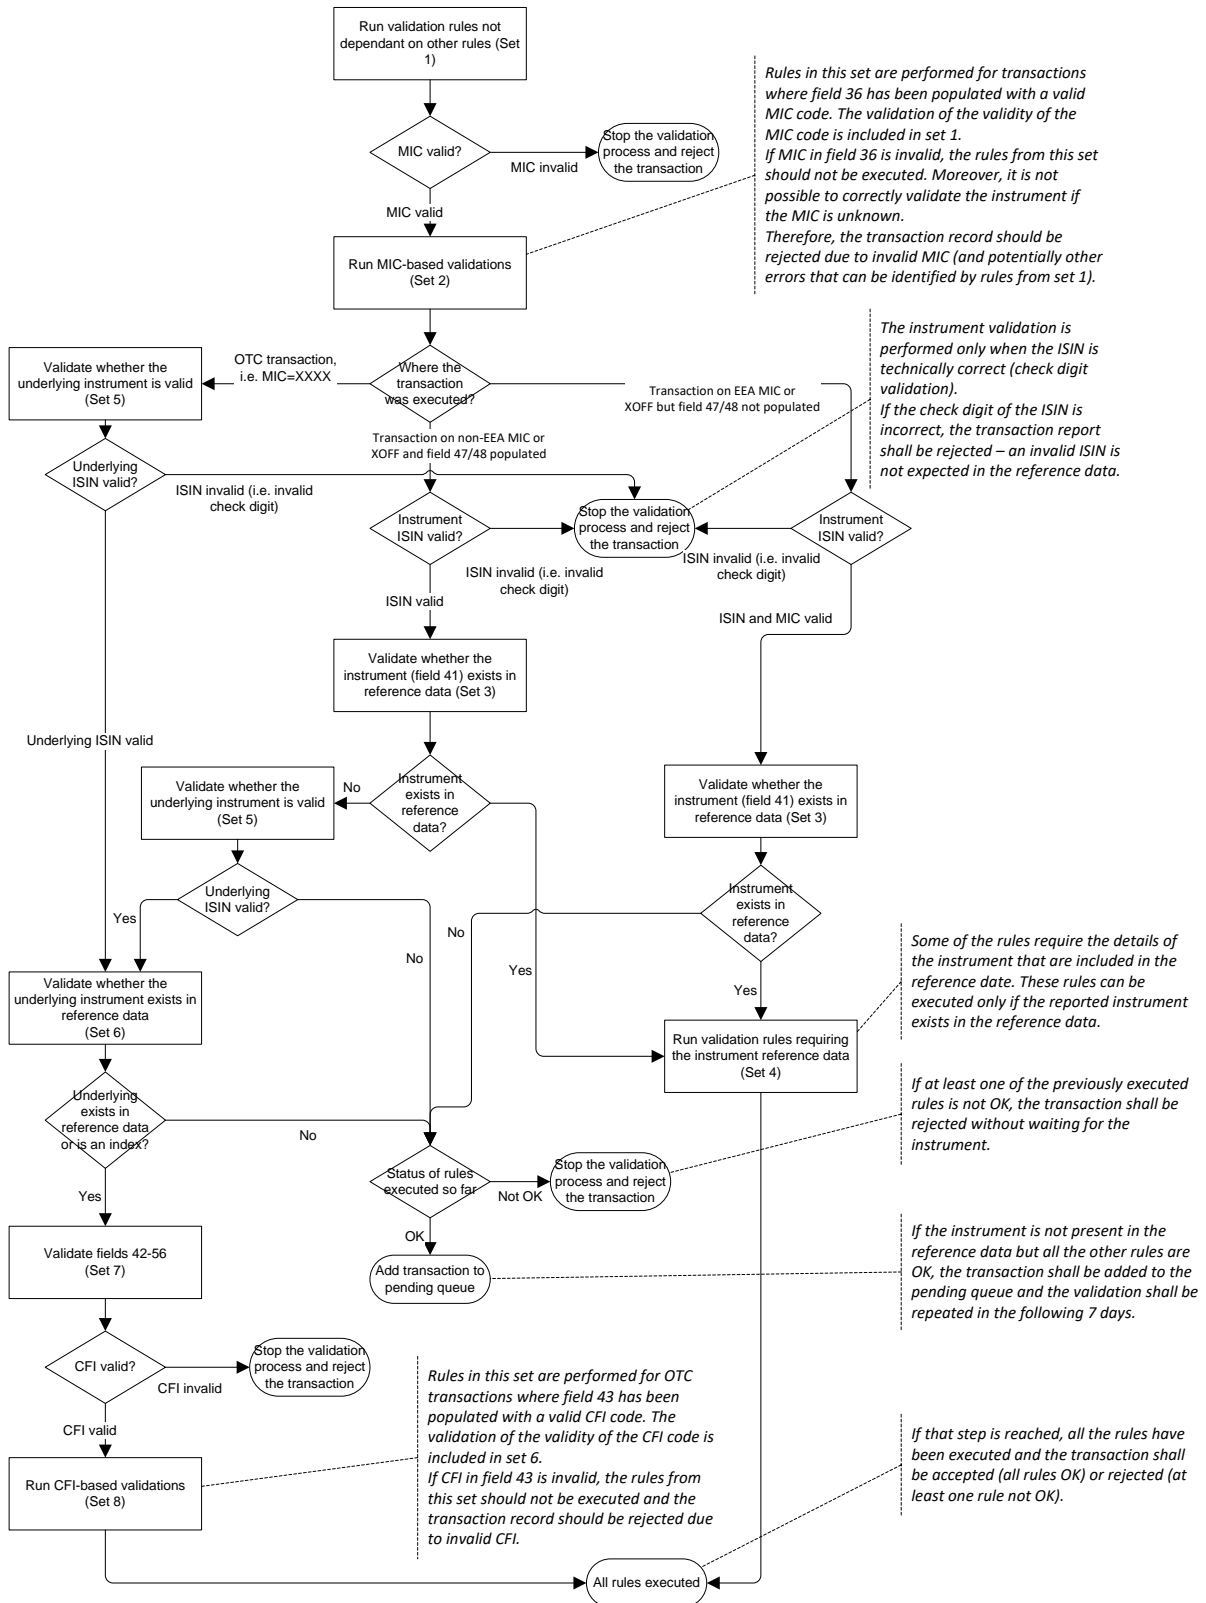 Run validation rules not
dependant on other rules (Set
1)
Rules in this set are performed for transactions
where field 36 has been populated with a valid
MIC code. The validation of the validity of the
MIC code is included in set 1.
If MIC in field 36 is invalid, the rules from this set
should not be executed. Moreover, it is not
possible to correctly validate the instrument if
the MIC is unknown.
Therefore, the transaction record should be
rejected due to invalid MIC (and potentially other
errors that can be identified by rules from set 1).
MIC valid?
MIC invalid
Stop the validation
process and reject
the transaction
MIC valid
Run MIC-based validations
(Set 2)
The instrument validation is
performed only when the ISIN is
technically correct (check digit
validation).
If the check digit of the ISIN is
incorrect, the transaction report
shall be rejected – an invalid ISIN is
not expected in the reference data.
Validate whether the
underlying instrument is valid
(Set 5)
OTC transaction,
i.e. MIC=XXXX
Where the
transaction
was executed?
Transaction on EEA MIC or
XOFF but field 47/48 not populated
Transaction on non-EEA MIC or
XOFF and field 47/48 populated
Underlying
ISIN valid?
ISIN invalid (i.e. invalid
check digit)
Instrument
ISIN valid?
Stop the validation
process and reject
the transaction
Instrument
ISIN valid?
ISIN invalid (i.e. invalid
check digit)
ISIN invalid (i.e. invalid
check digit)
ISIN valid
ISIN and MIC valid
Validate whether the
instrument (field 41) exists in
reference data (Set 3)
Underlying ISIN valid
Validate whether the
underlying instrument is valid
(Set 5)
No
Instrument
exists in
reference
data?
Validate whether the
instrument (field 41) exists in
reference data (Set 3)
Underlying
ISIN valid?
Yes
No
Instrument
exists in
reference
data?
No
Yes
Yes
Some of the rules require the details of
the instrument that are included in the
reference date. These rules can be
executed only if the reported instrument
exists in the reference data.
Validate whether the
underlying instrument exists in
reference data
(Set 6)
Run validation rules requiring
the instrument reference data
(Set 4)
Underlying
exists in
reference data
or is an index?
No
If at least one of the previously executed
rules is not OK, the transaction shall be
rejected without waiting for the
instrument.
Status of rules
executed so far
Not OK
Stop the validation
process and reject
the transaction
Yes
OK
Validate fields 42-56
(Set 7)
Add transaction to
pending queue
If the instrument is not present in the
reference data but all the other rules are
OK, the transaction shall be added to the
pending queue and the validation shall be
repeated in the following 7 days.
CFI valid?
CFI invalid
Stop the validation
process and reject
the transaction
CFI valid
Rules in this set are performed for OTC
transactions where field 43 has been
populated with a valid CFI code. The
validation of the validity of the CFI code is
included in set 6.
If CFI in field 43 is invalid, the rules from
this set should not be executed and the
transaction record should be rejected due
to invalid CFI.
Run CFI-based validations
(Set 8)
If that step is reached, all the rules have
been executed and the transaction shall
be accepted (all rules OK) or rejected (at
least one rule not OK).
All rules executed